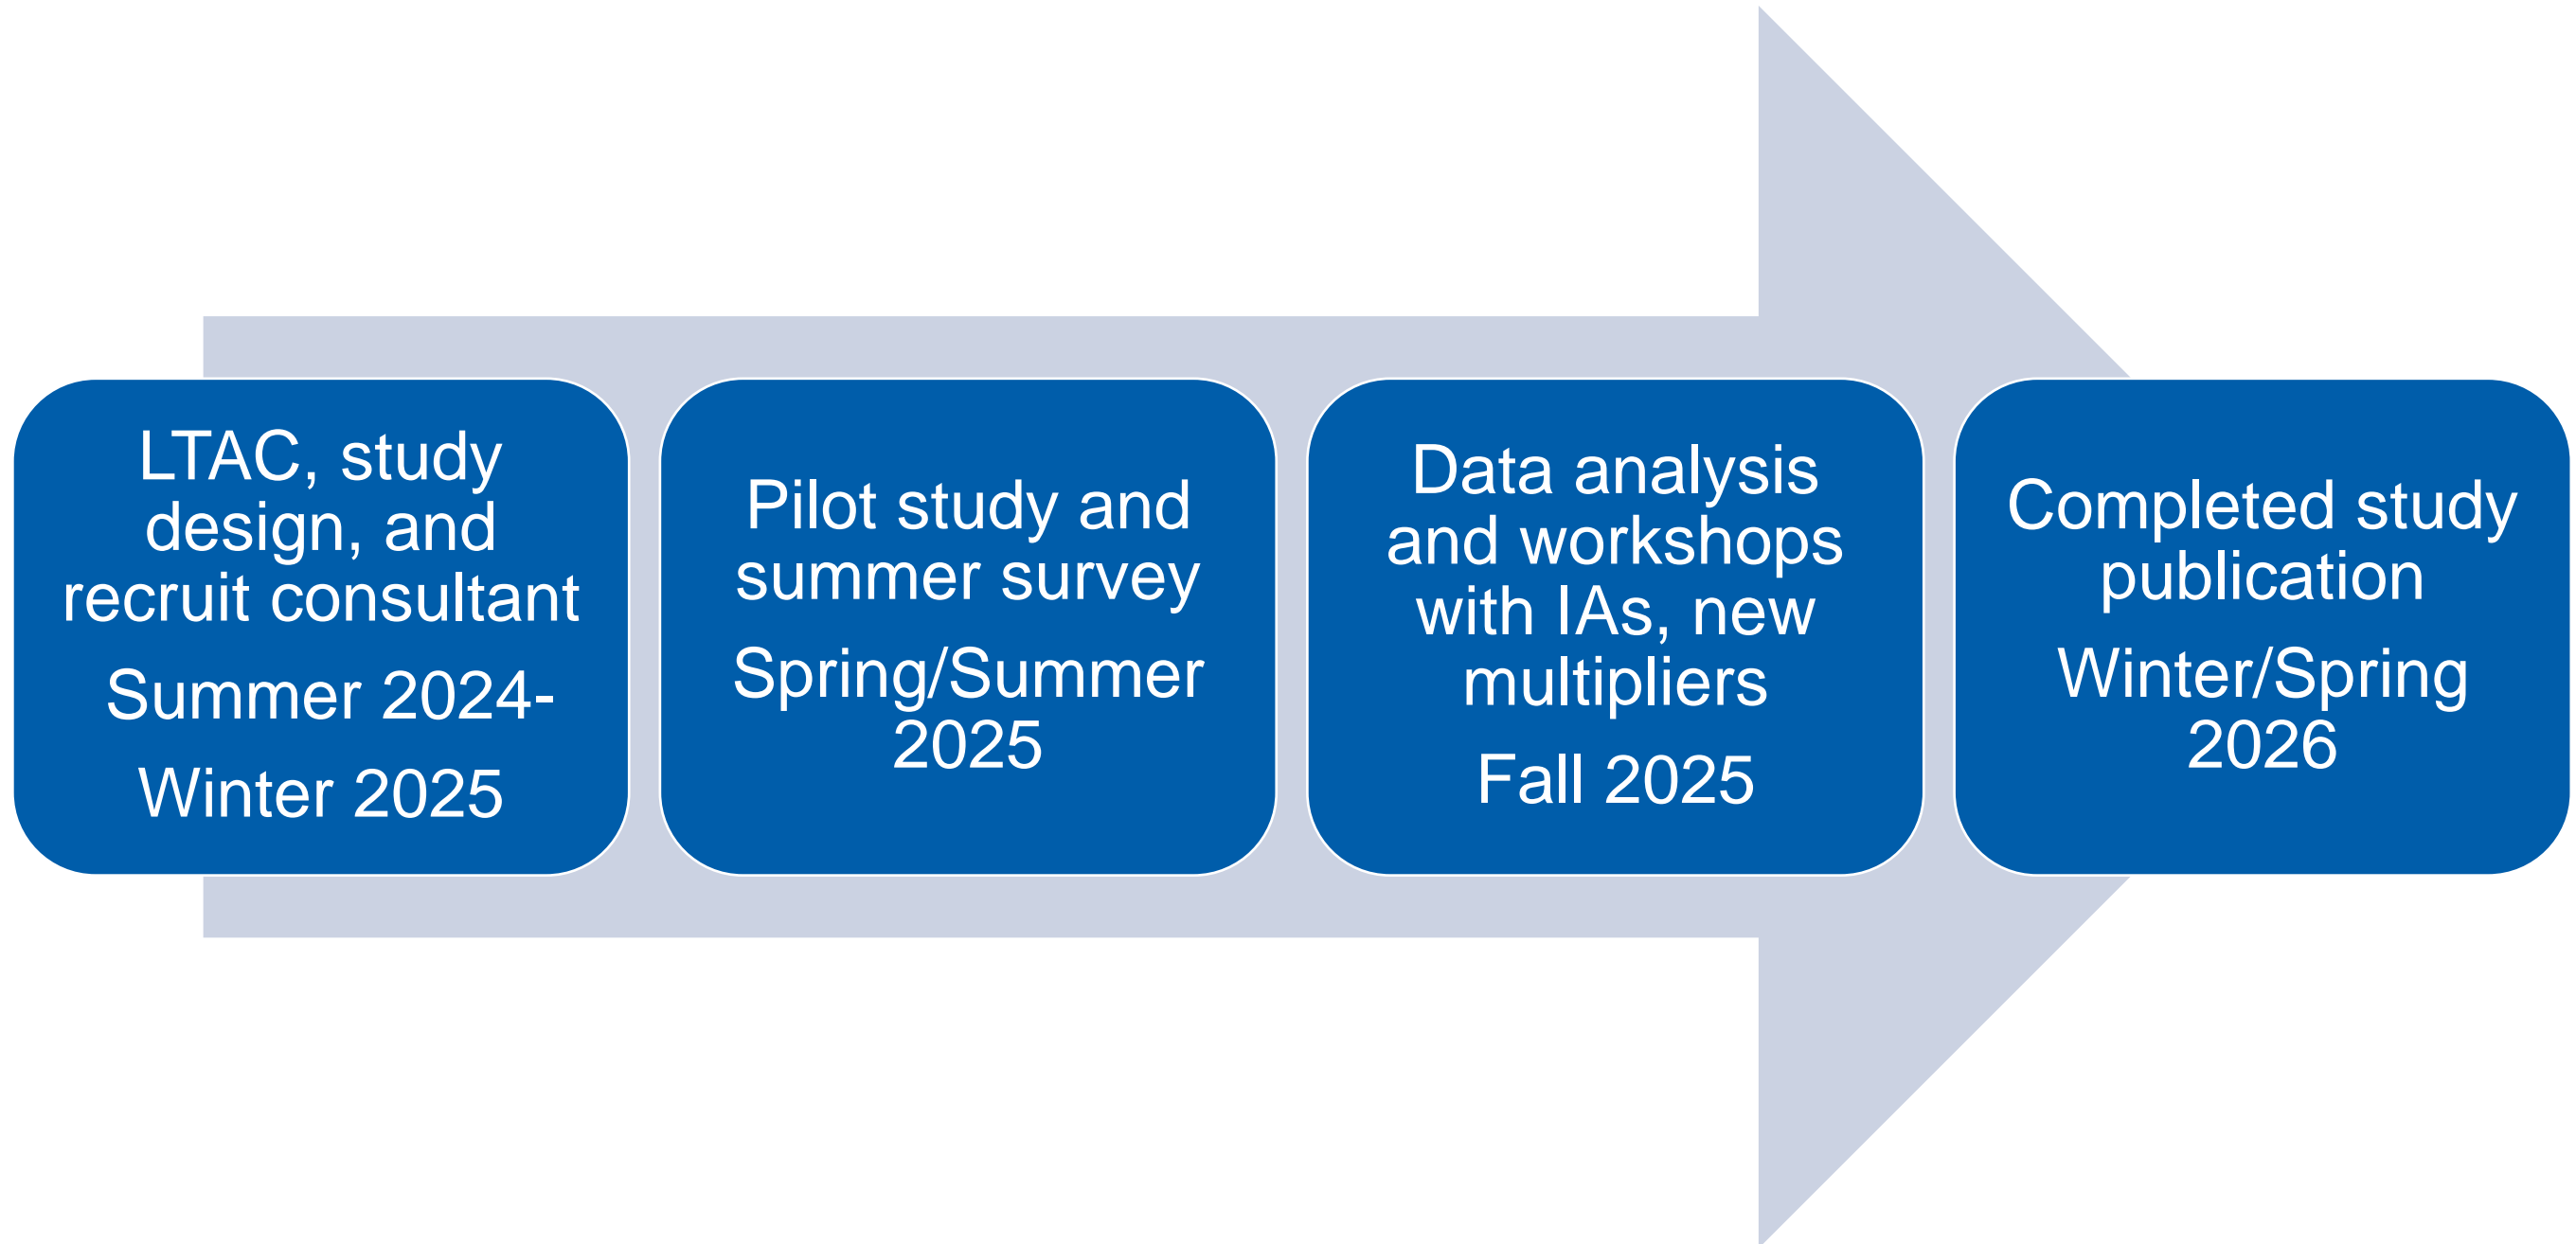 LTAC, study
design, and
recruit consultant
Summer 2024-
Winter 2025
Pilot study and
summer survey
Spring/Summer
2025
Data analysis
and workshops
with IAs, new
multipliers
Fall 2025
Completed study
publication
Winter/Spring
2026